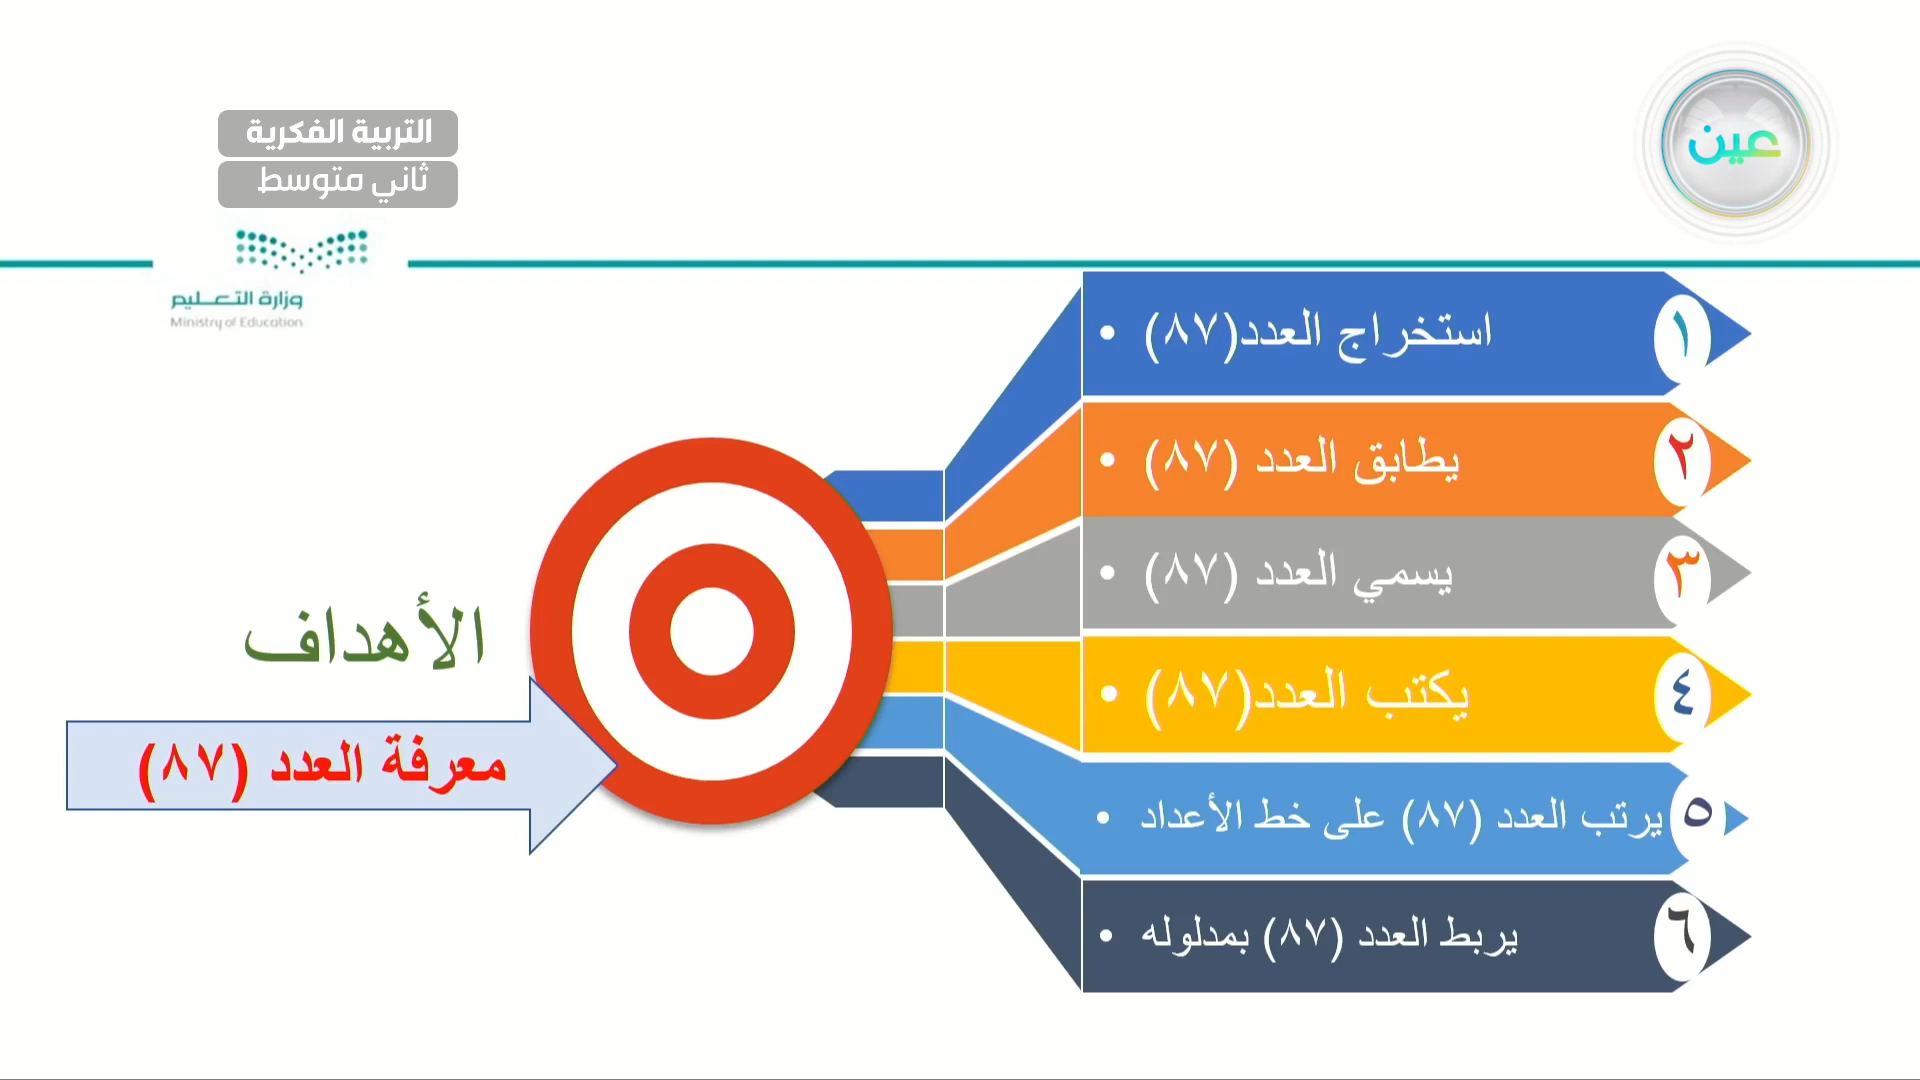 عين
التربية الفكرية
ثاني متوسط
وزارة التعليم
Ministry of Education
١
استخراج العدد(٨٧)
٢
يطابق العدد (٨٧)
٣
يسمي العدد (٨٧)
٤
يكتب العدد(٨٧)
٥
يرتب العدد (٨٧) على خط الأعداد
٦
يربط العدد (٨٧) بمدلوله
الأهداف
معرفة العدد (٨٧)